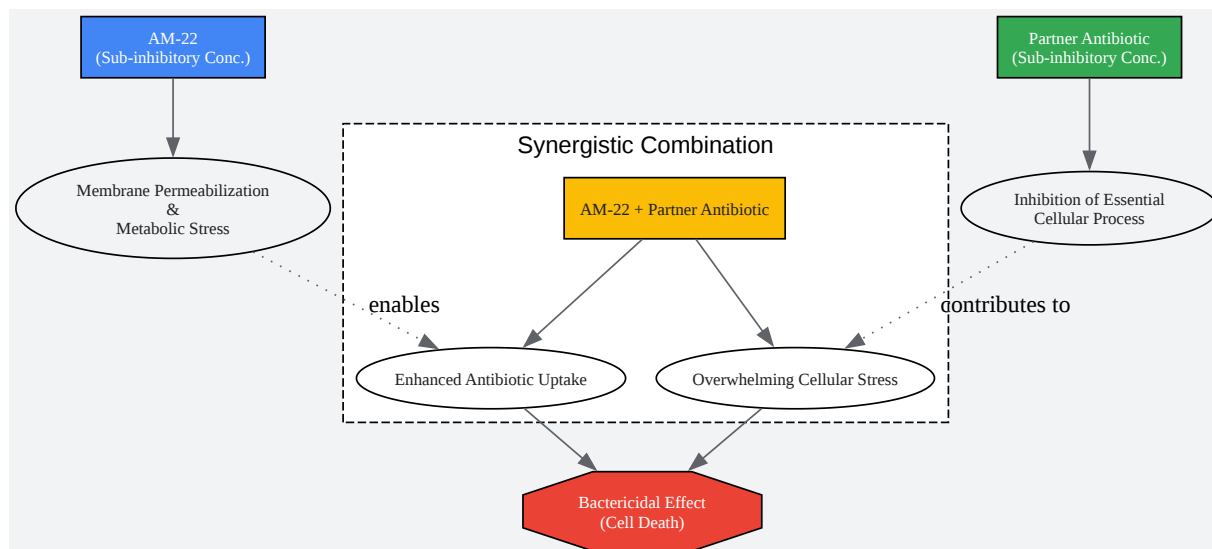 AM-22
(Sub-inhibitory Conc.)
Partner Antibiotic
(Sub-inhibitory Conc.)
Synergistic Combination
Membrane Permeabilization
&
Metabolic Stress
AM-22 + Partner Antibiotic
Inhibition of Essential
Cellular Process
enables
contributes to
Enhanced Antibiotic Uptake
Overwhelming Cellular Stress
Bactericidal Effect
(Cell Death)